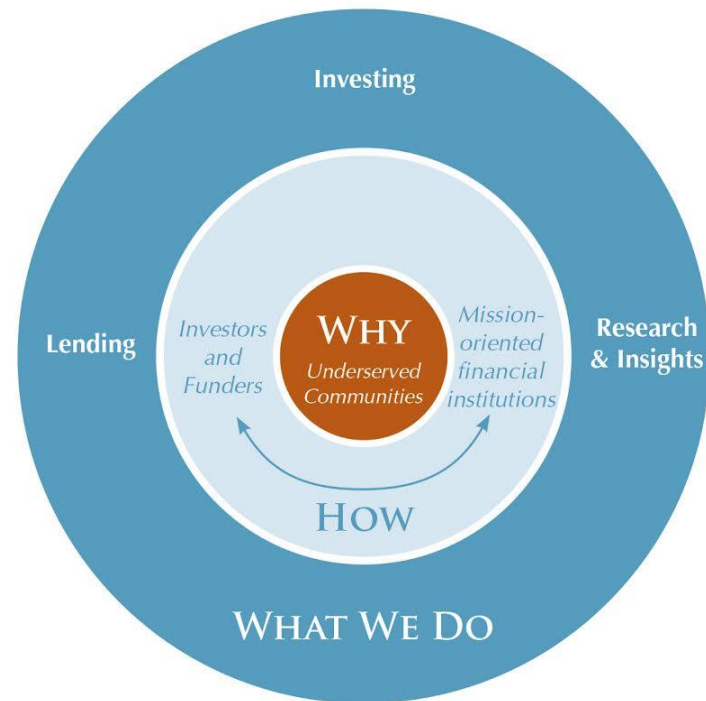 Investing
Lending
Research
& Insights
Investors
and
Funders
WHY
Underserved
Communities
Mission-
oriented
financial
institutions
HOW
WHAT WE DO